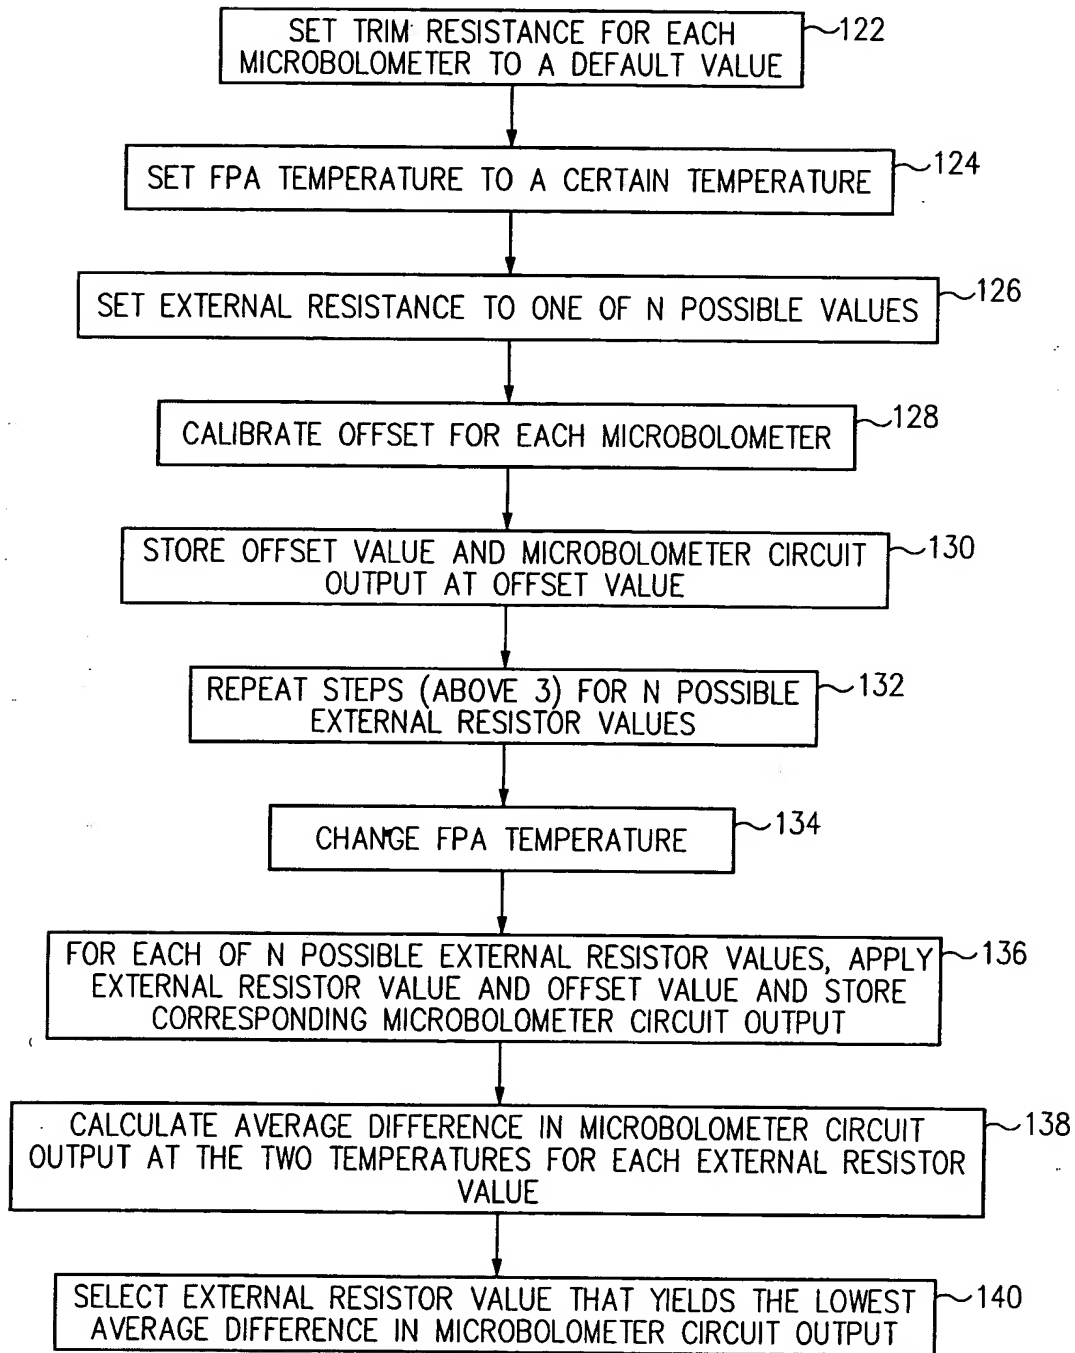 SET TRIM RESISTANCE FOR EACH
MICROBOLOMETER TO A DEFAULT VALUE
122
SET FPA TEMPERATURE TO A CERTAIN TEMPERATURE
124
SET EXTERNAL RESISTANCE TO ONE OF N POSSIBLE VALUES
126
CALIBRATE OFFSET FOR EACH MICROBOLOMETER
128
STORE OFFSET VALUE AND MICROBOLOMETER CIRCUIT
OUTPUT AT OFFSET VALUE
130
REPEAT STEPS (ABOVE 3) FOR N POSSIBLE
EXTERNAL RESISTOR VALUES
132
CHANGE FPA TEMPERATURE
134
FOR EACH OF N POSSIBLE EXTERNAL RESISTOR VALUES, APPLY
EXTERNAL RESISTOR VALUE AND OFFSET VALUE AND STORE
CORRESPONDING MICROBOLOMETER CIRCUIT OUTPUT
136
CALCULATE AVERAGE DIFFERENCE IN MICROBOLOMETER CIRCUIT
OUTPUT AT THE TWO TEMPERATURES FOR EACH EXTERNAL RESISTOR
VALUE
138
SELECT EXTERNAL RESISTOR VALUE THAT YIELDS THE LOWEST
AVERAGE DIFFERENCE IN MICROBOLOMETER CIRCUIT OUTPUT
140